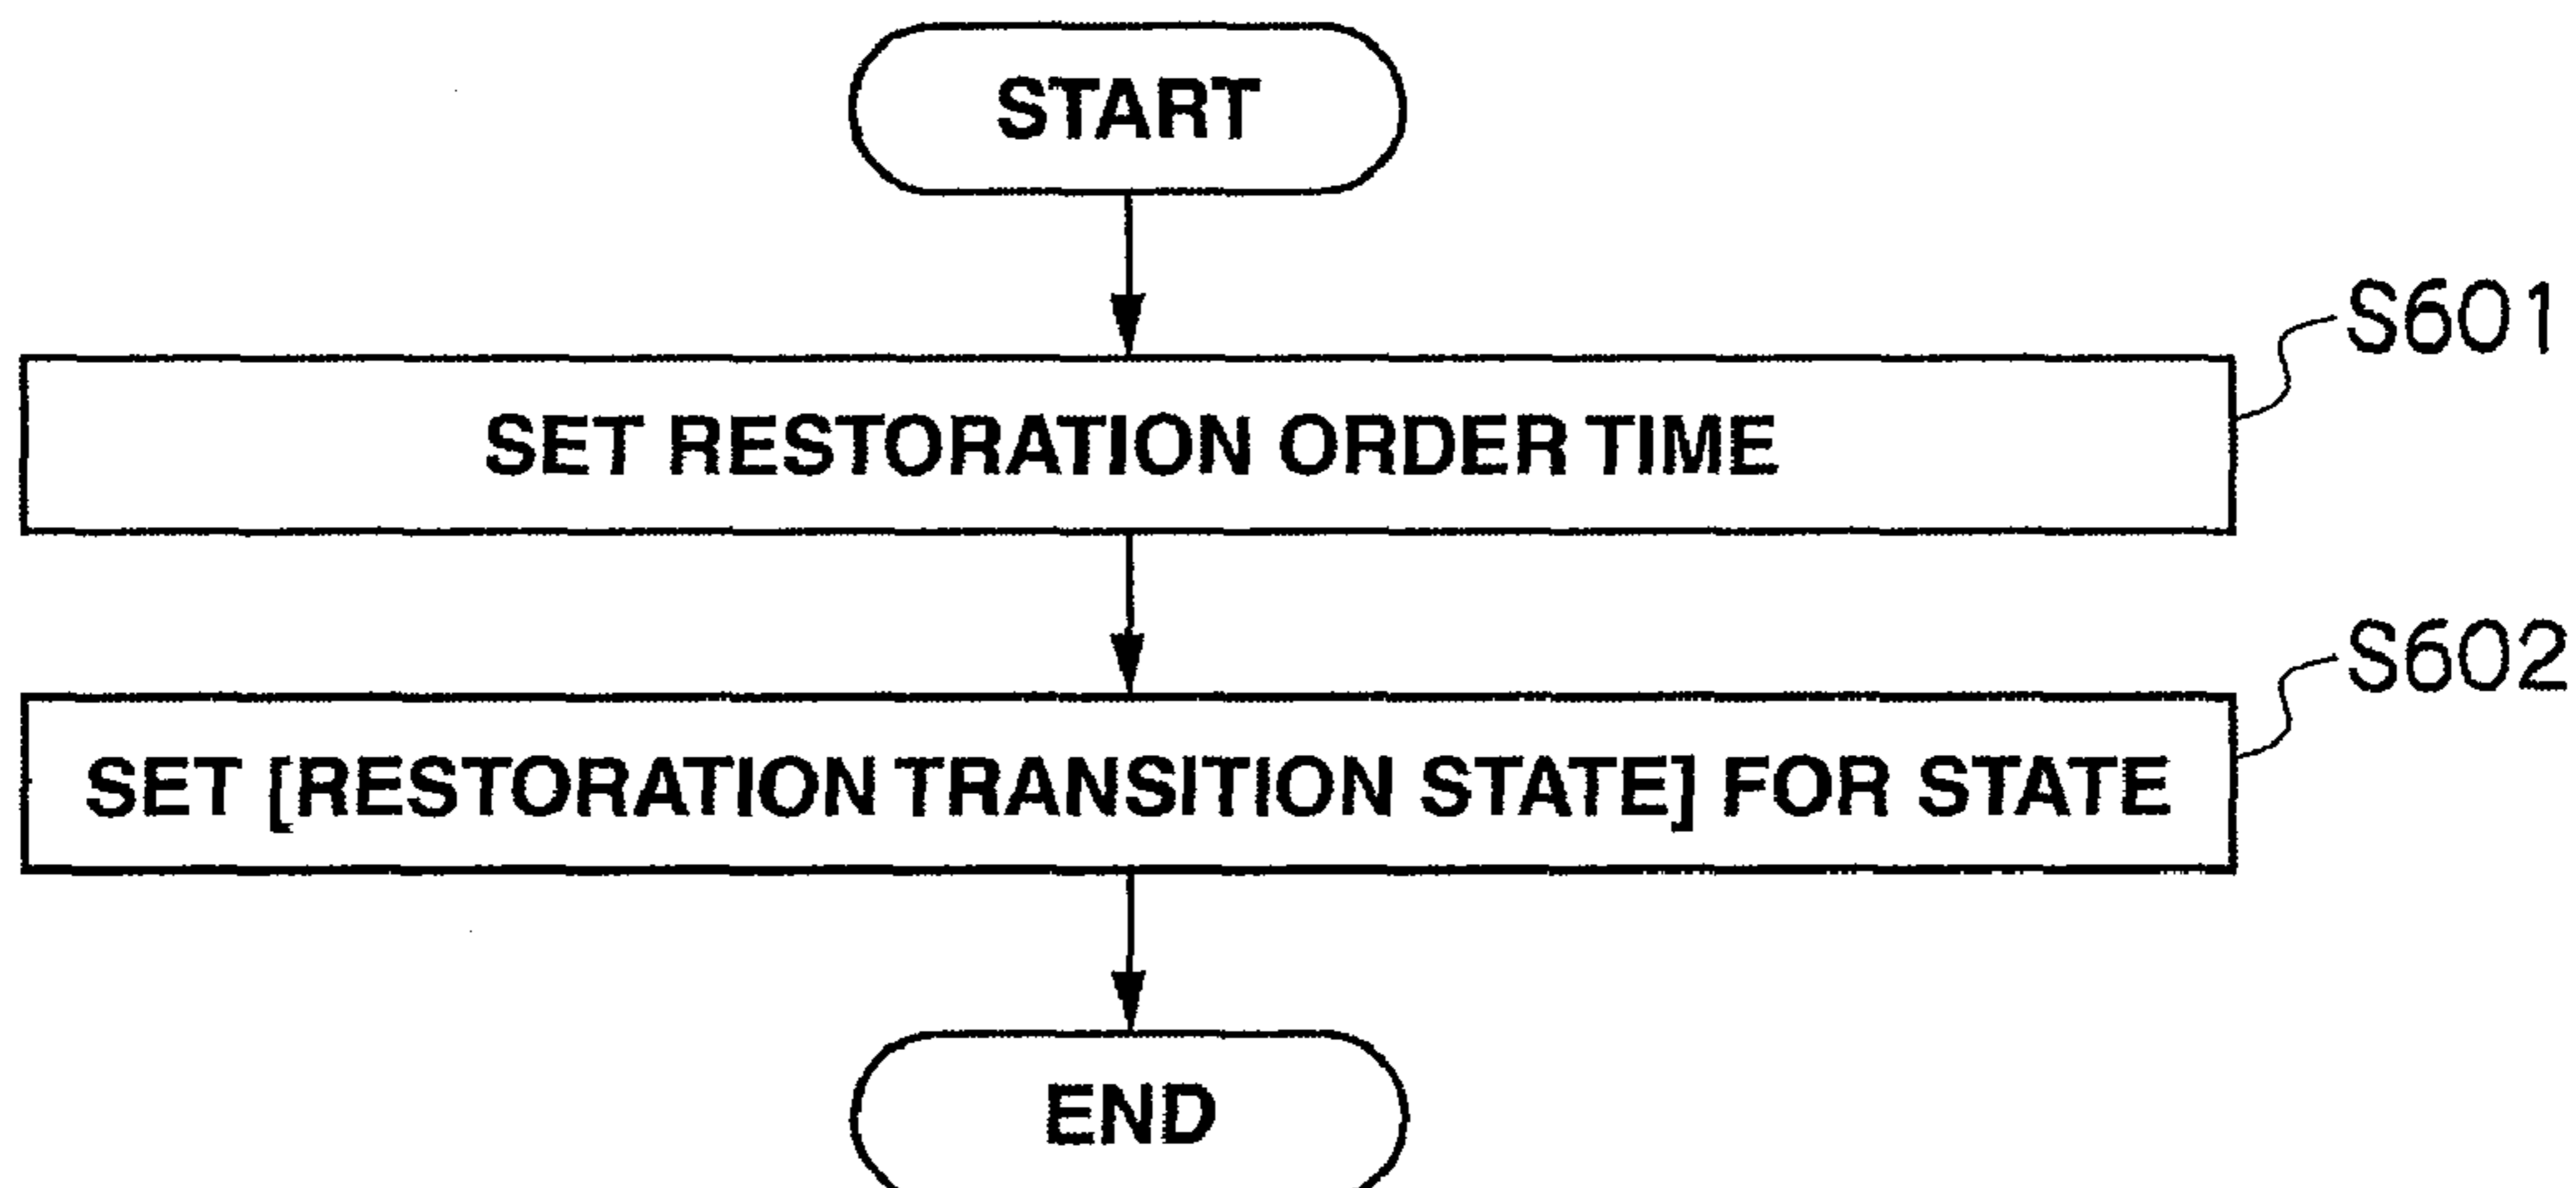 START
S601
SET RESTORATION ORDER TIME
S602
SET [RESTORATION TRANSITION STATE] FOR STATE
END